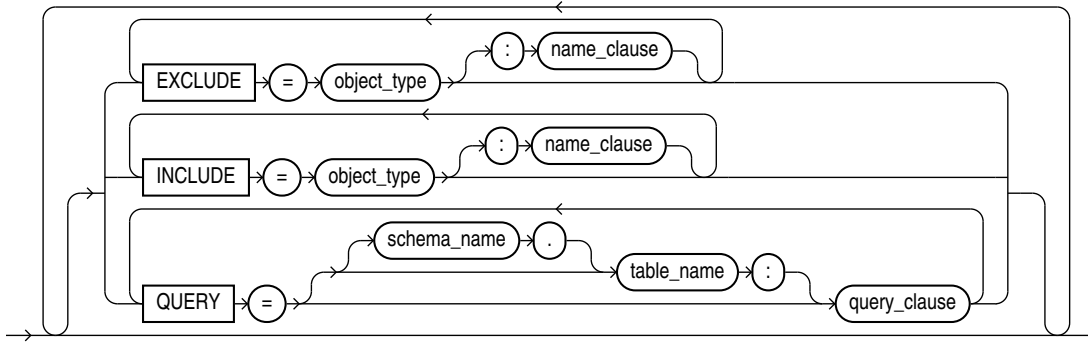 : name_clause
EXCLUDE = object_type
: name_clause
INCLUDE = object_type
schema_name .
table_name :
QUERY = query_clause